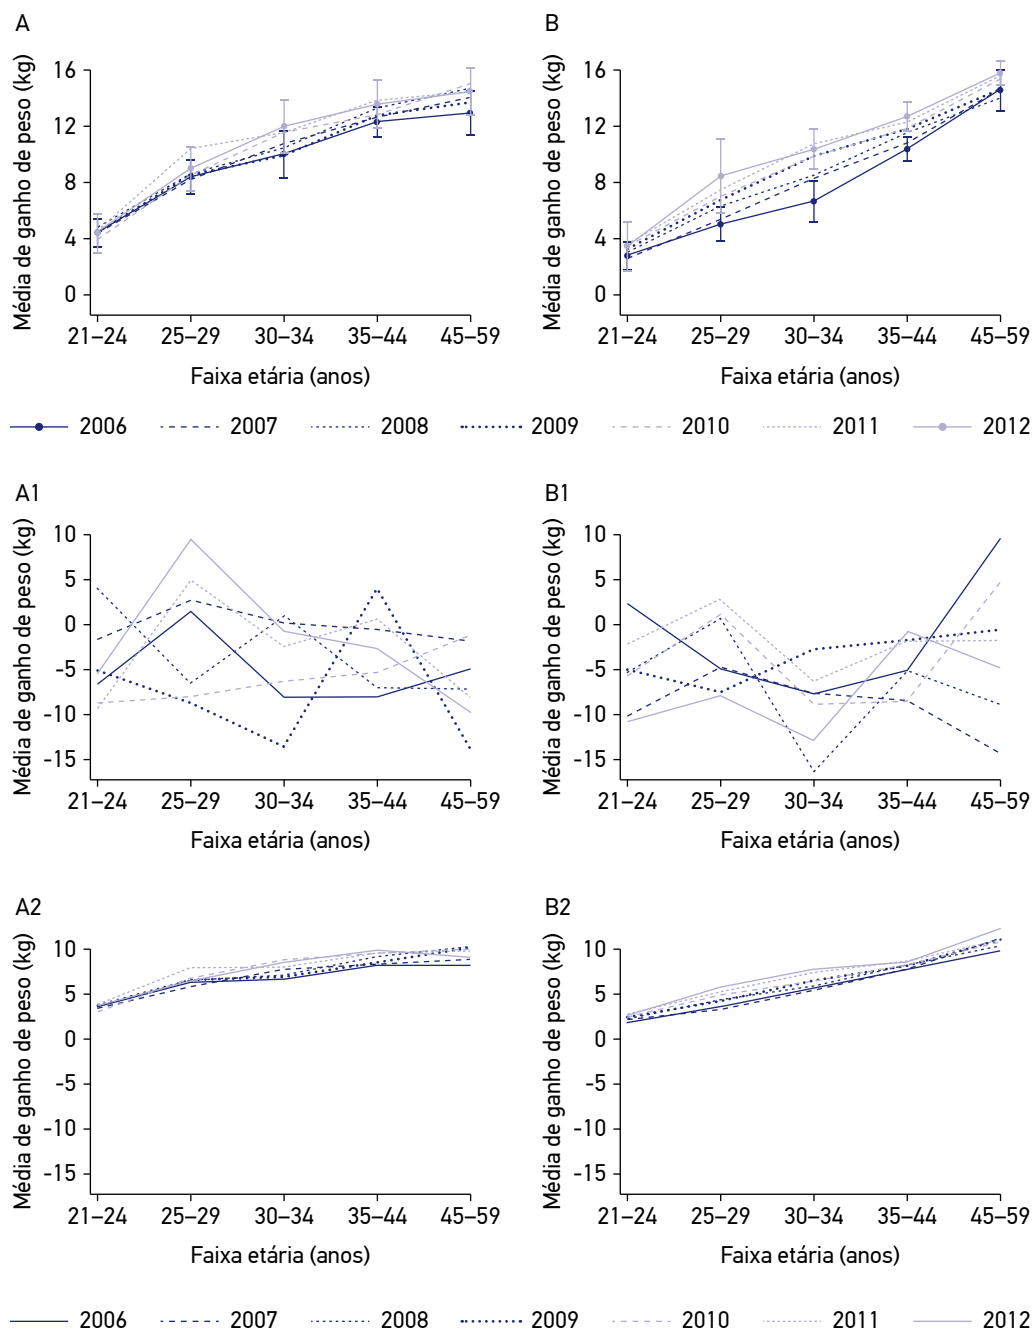 A
B
Média de ganho de peso (kg)
16
12
8
4
0
21–24 25–29 30–34 35–44 45–59
Faixa etária (anos)
Média de ganho de peso (kg)
16
12
8
4
0
21–24 25–29 30–34 35–44 45–59
Faixa etária (anos)
2006 2007 2008 2009 2010 2011 2012
A1
B1
Média de ganho de peso (kg)
10
5
0
-5
-10
-15
21–24 25–29 30–34 35–44 45–59
Faixa etária (anos)
Média de ganho de peso (kg)
10
5
0
-5
-10
-15
21–24 25–29 30–34 35–44 45–59
Faixa etária (anos)
A2
B2
Média de ganho de peso (kg)
10
5
0
-5
-10
-15
21–24 25–29 30–34 35–44 45–59
Faixa etária (anos)
Média de ganho de peso (kg)
10
5
0
-5
-10
-15
21–24 25–29 30–34 35–44 45–59
Faixa etária (anos)
2006 2007 2008 2009 2010 2011 2012